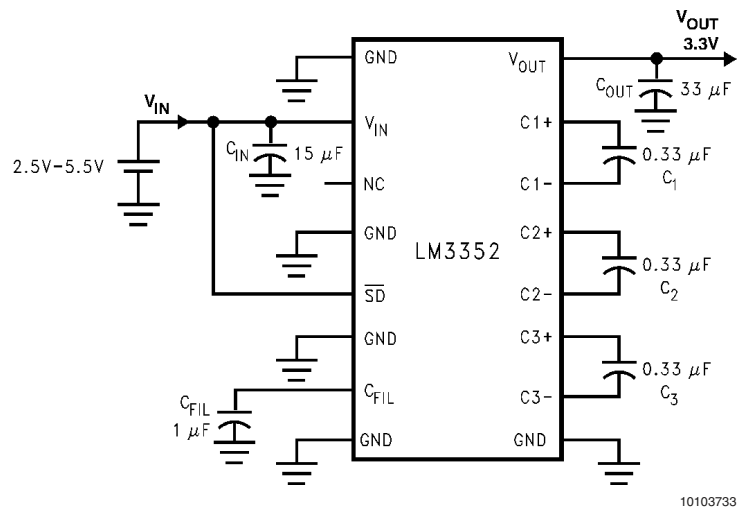 V_OUT
3.3V
GND
V_OUT
C_OUT
33 μF
V_IN
V_IN
C1+
C_IN
15 μF
0.33 μF
2.5V–5.5V
NC
C1-
C_1
GND
LM3352
C2+
0.33 μF
S̅D̅
C2-
C_2
GND
C3+
0.33 μF
C_FIL
C_FIL
C3-
C_3
1 μF
GND
GND
10103733